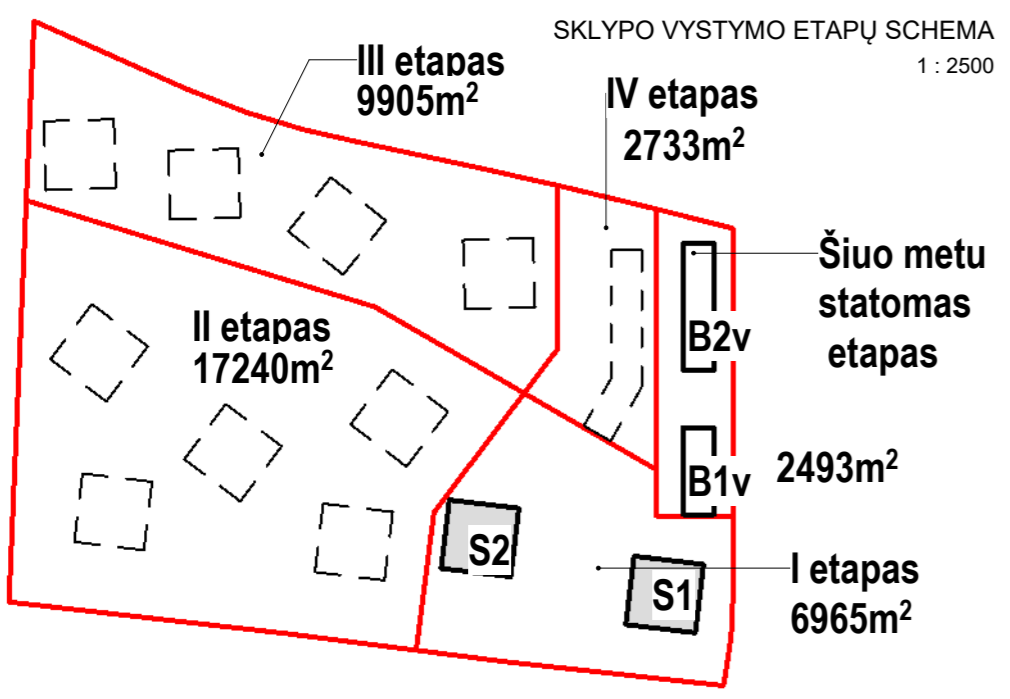 SKLYPO VYSTYMO ETAPŲ SCHEMA
1 : 2500
III etapas
9905m²
IV etapas
2733m²
Šiuo metu
statomas
etapas
B2v
II etapas
17240m²
B1v
2493m²
S2
S1
I etapas
6965m²